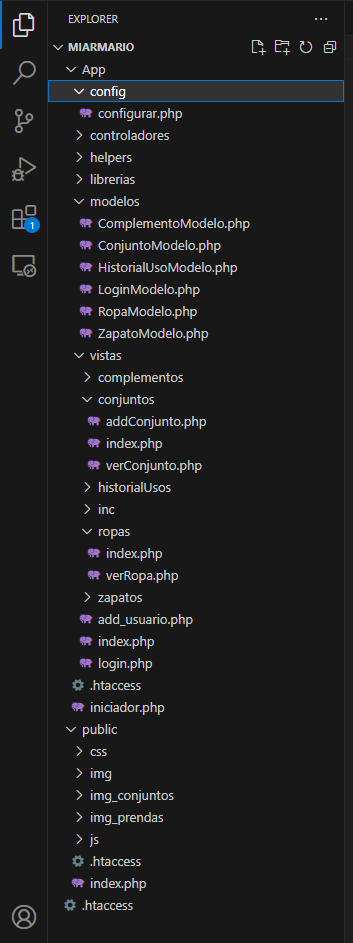 EXPLORER
MIARMARIO
App
config
configurar.php
controladores
helpers
librerias
modelos
ComplementoModelo.php
ConjuntoModelo.php
HistorialUsoModelo.php
LoginModelo.php
RopaModelo.php
ZapatoModelo.php
vistas
complementos
conjuntos
addConjunto.php
index.php
verConjunto.php
historialUsos
inc
ropas
index.php
verRopa.php
zapatos
add_usuario.php
index.php
login.php
.htaccess
iniciador.php
public
css
img
img_conjuntos
img_prendas
js
.htaccess
index.php
.htaccess
1